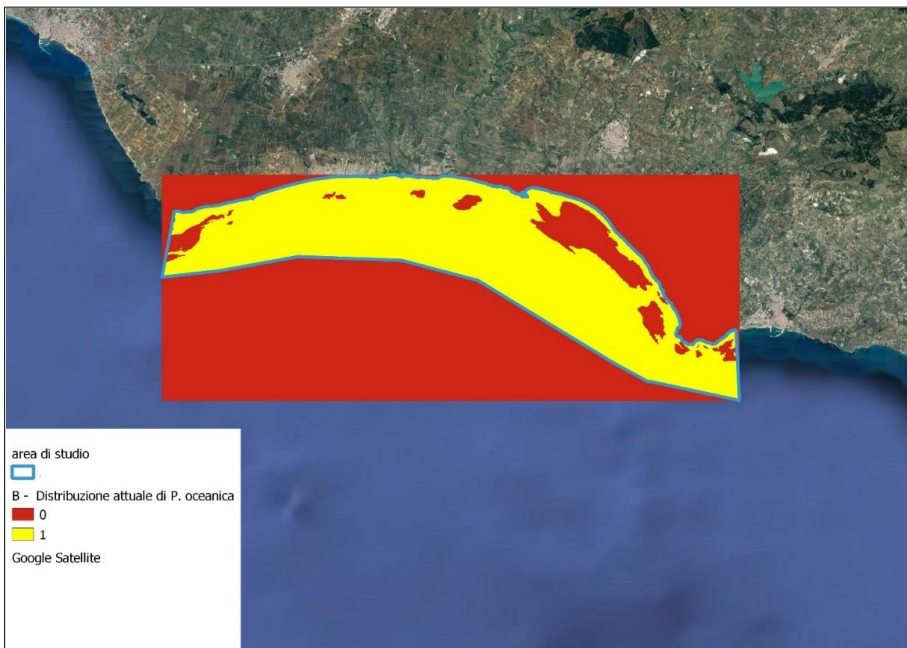 area di studio
B - Distribuzione attuale di P. oceanica
0
1
Google Satellite